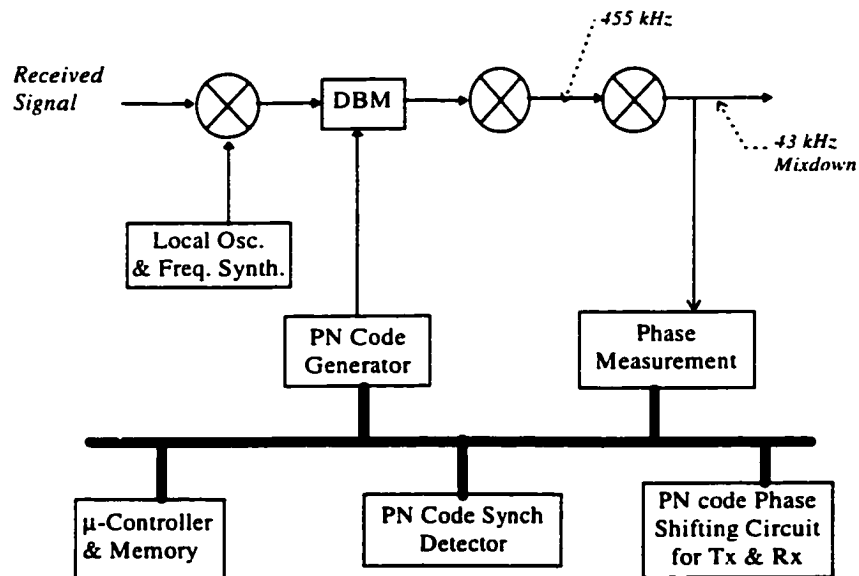 455 kHz
Received
Signal
DBM
43 kHz
Mixdown
Local Osc.
& Freq. Synth.
PN Code
Generator
Phase
Measurement
μ-Controller
& Memory
PN Code Synch
Detector
PN code Phase
Shifting Circuit
for Tx & Rx